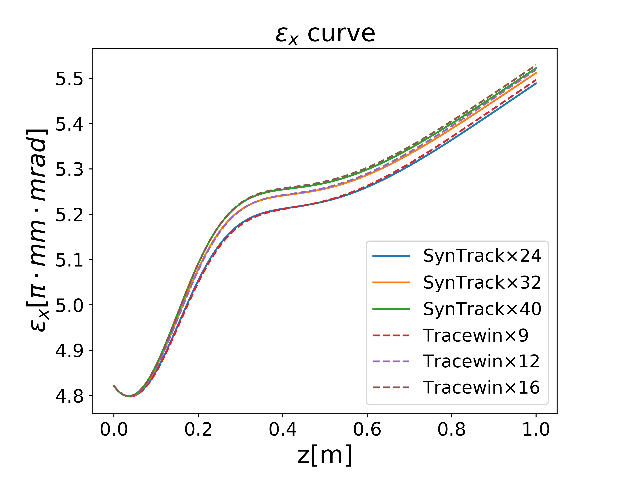 εₓ curve
εₓ[π · mm · mrad]
5.5
5.4
5.3
5.2
5.1
5.0
4.9
4.8
SynTrack×24
SynTrack×32
SynTrack×40
Tracewin×9
Tracewin×12
Tracewin×16
0.0 0.2 0.4 0.6 0.8 1.0
z[m]